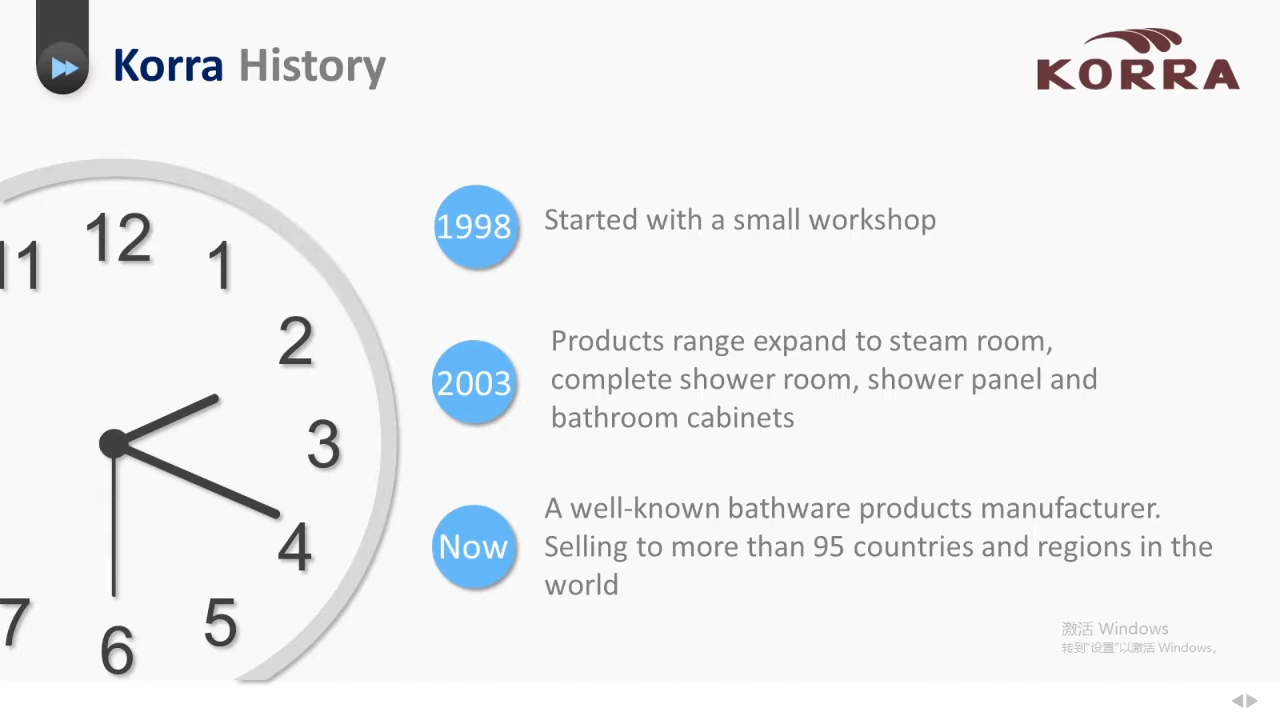 Korra History
KORRA
12
11
1
2
3
4
5
6
7
1998
Started with a small workshop
2003
Products range expand to steam room,
complete shower room, shower panel and
bathroom cabinets
Now
A well-known bathware products manufacturer.
Selling to more than 95 countries and regions in the
world
激活 Windows
转到"设置"以激活 Windows。